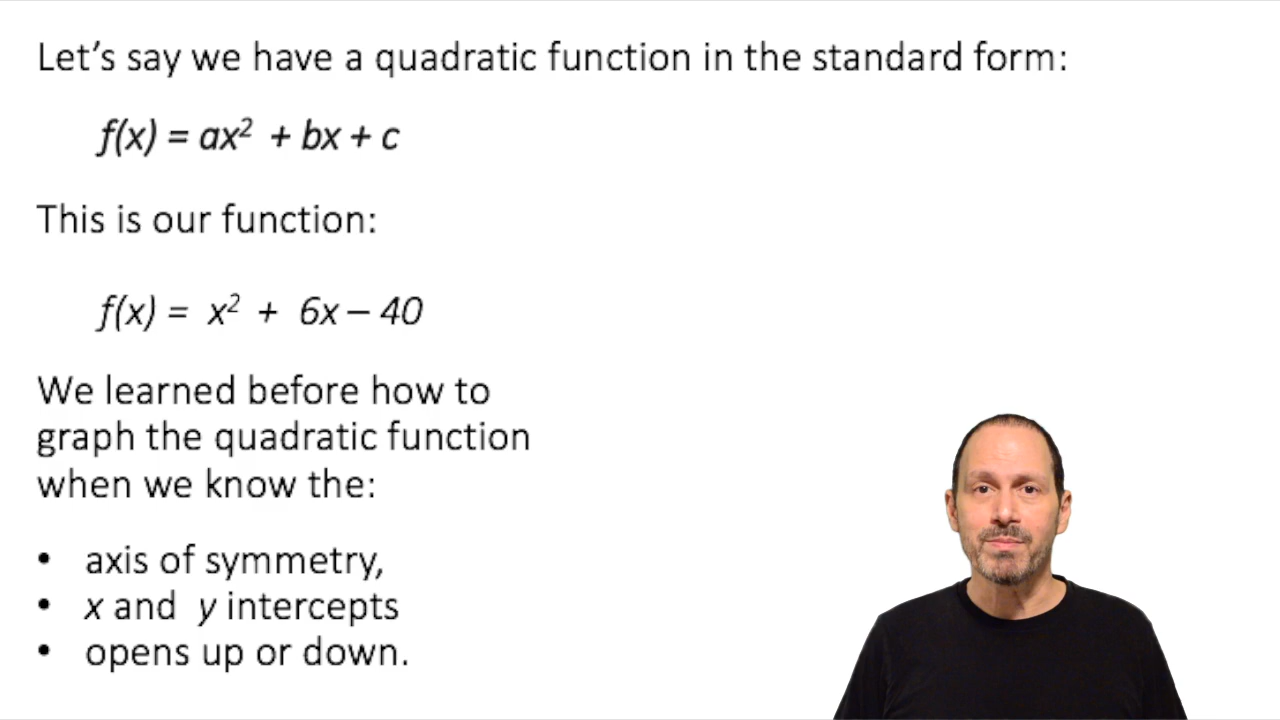 Let’s say we have a quadratic function in the standard form:
f(x) = ax² + bx + c
This is our function:
f(x) = x² + 6x – 40
We learned before how to
graph the quadratic function
when we know the:
• axis of symmetry,
• x and y intercepts
• opens up or down.